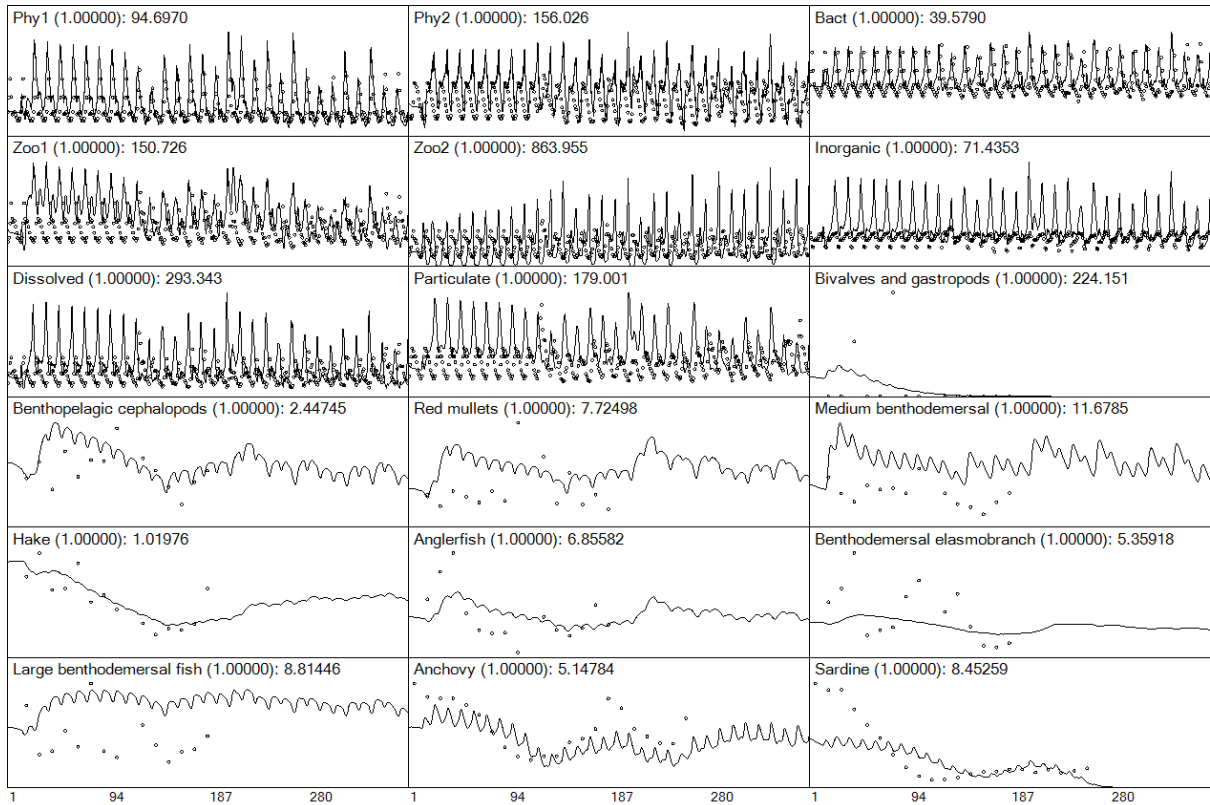 Phy1 (1.00000): 94.6970
Phy2 (1.00000): 156.026
Bact (1.00000): 39.5790
Zoo1 (1.00000): 150.726
Zoo2 (1.00000): 863.955
Inorganic (1.00000): 71.4353
Dissolved (1.00000): 293.343
Particulate (1.00000): 179.001
Bivalves and gastropods (1.00000): 224.151
Benthopelagic cephalopods (1.00000): 2.44745
Red mullets (1.00000): 7.72498
Medium benthodemersal (1.00000): 11.6785
Hake (1.00000): 1.01976
Anglerfish (1.00000): 6.85582
Benthodemersal elasmobranch (1.00000): 5.35918
Large benthodemersal fish (1.00000): 8.81446
Anchovy (1.00000): 5.14784
Sardine (1.00000): 8.45259
1 94 187 280
1 94 187 280
1 94 187 280